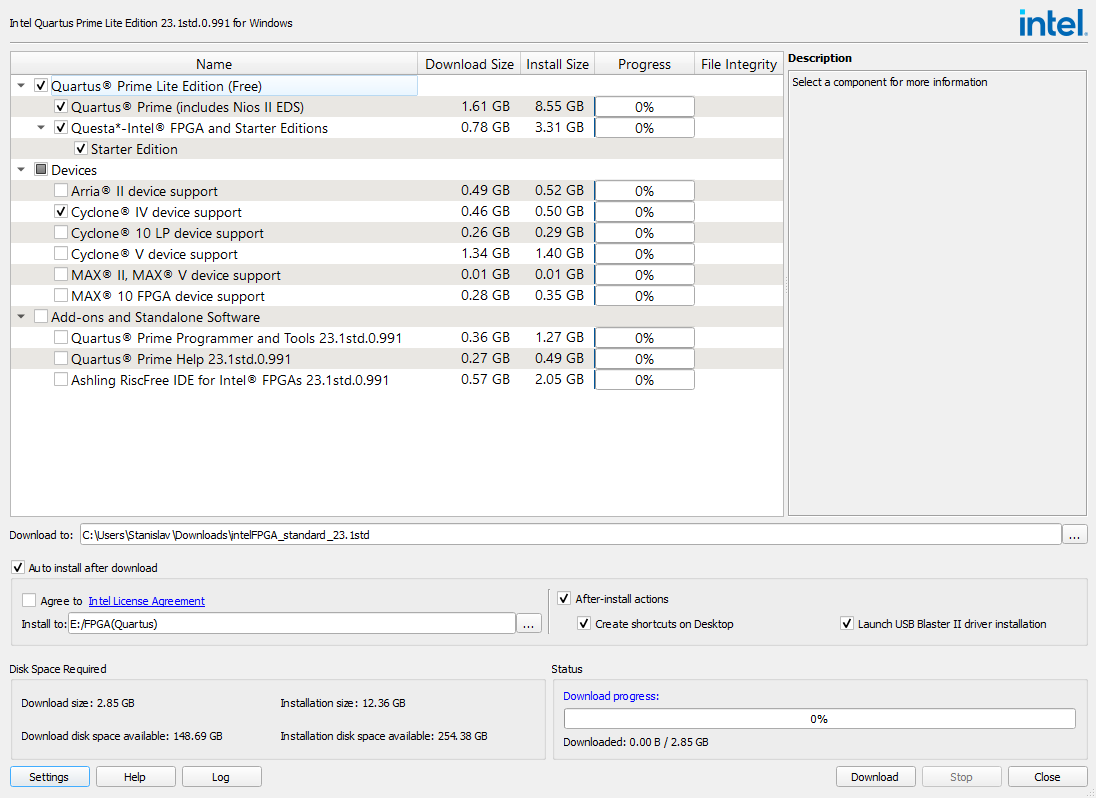 Intel Quartus Prime Lite Edition 23.1std.0.991 for Windows
intel.
Name Download Size Install Size Progress File Integrity
Quartus® Prime Lite Edition (Free)
Quartus® Prime (includes Nios II EDS) 1.61 GB 8.55 GB 0%
Questa*-Intel® FPGA and Starter Editions 0.78 GB 3.31 GB 0%
Starter Edition
Devices
Arria® II device support 0.49 GB 0.52 GB 0%
Cyclone® IV device support 0.46 GB 0.50 GB 0%
Cyclone® 10 LP device support 0.26 GB 0.29 GB 0%
Cyclone® V device support 1.34 GB 1.40 GB 0%
MAX® II, MAX® V device support 0.01 GB 0.01 GB 0%
MAX® 10 FPGA device support 0.28 GB 0.35 GB 0%
Add-ons and Standalone Software
Quartus® Prime Programmer and Tools 23.1std.0.991 0.36 GB 1.27 GB 0%
Quartus® Prime Help 23.1std.0.991 0.27 GB 0.49 GB 0%
Ashling RiscFree IDE for Intel® FPGAs 23.1std.0.991 0.57 GB 2.05 GB 0%
Description
Select a component for more information
Download to: C:\Users\Stanislav\Downloads\intelFPGA_standard_23.1std ...
Auto install after download
Agree to Intel License Agreement
Install to: E:/FPGA(Quartus) ...
After-install actions
Create shortcuts on Desktop Launch USB Blaster II driver installation
Disk Space Required
Download size: 2.85 GB Installation size: 12.36 GB
Download disk space available: 148.69 GB Installation disk space available: 254.38 GB
Status
Download progress:
0%
Downloaded: 0.00 B / 2.85 GB
Settings Help Log Download Stop Close